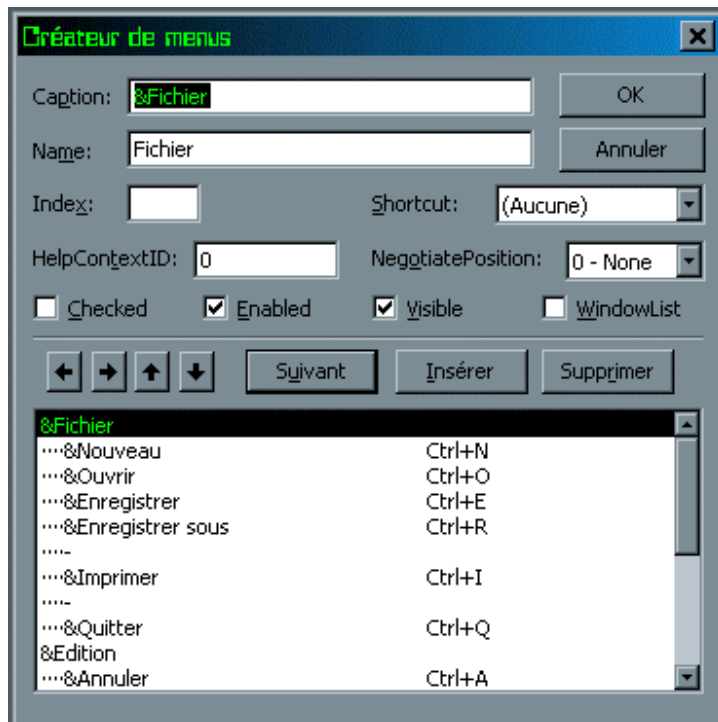 Créateur de menus
Caption: &Fichier OK
Name: Fichier Annuler
Index: Shortcut: (Aucune)
HelpContextID: 0 NegotiatePosition: 0 - None
Checked Enabled Visible WindowList
Suivant Insérer Supprimer
&Fichier
····&Nouveau Ctrl+N
····&Ouvrir Ctrl+O
····&Enregistrer Ctrl+E
····&Enregistrer sous Ctrl+R
····-
····&Imprimer Ctrl+I
····-
····&Quitter Ctrl+Q
&Edition
····&Annuler Ctrl+A